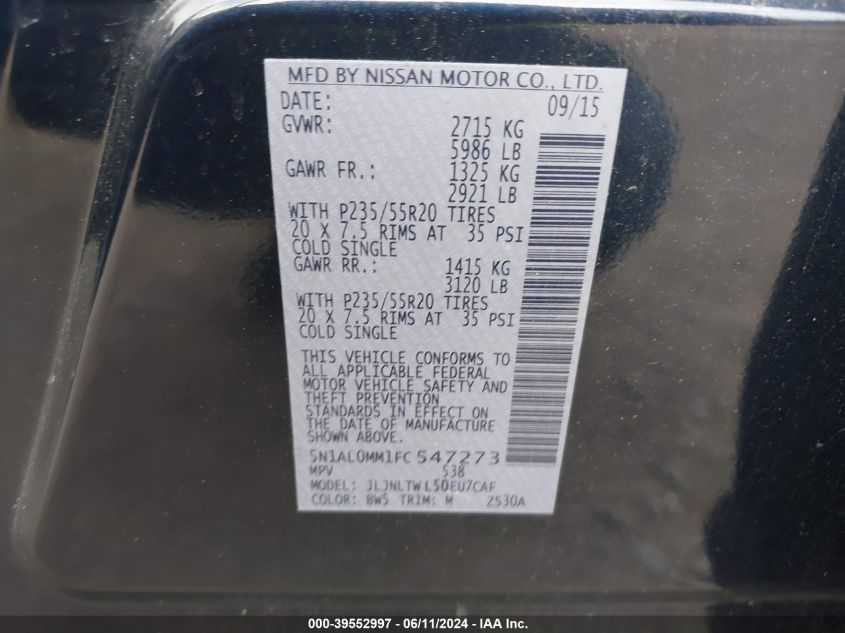 MFD BY NISSAN MOTOR CO., LTD.
DATE: 09/15
GVWR: 2715 KG
5986 LB
GAWR FR.: 1325 KG
2921 LB
WITH P235/55R20 TIRES
20 X 7.5 RIMS AT 35 PSI
COLD SINGLE
GAWR RR.: 1415 KG
3120 LB
WITH P235/55R20 TIRES
20 X 7.5 RIMS AT 35 PSI
COLD SINGLE
THIS VEHICLE CONFORMS TO
ALL APPLICABLE FEDERAL
MOTOR VEHICLE SAFETY AND
THEFT PREVENTION
STANDARDS IN EFFECT ON
THE DATE OF MANUFACTURE
SHOWN ABOVE.
5N1AL0MM1FC547273
MPV 538
MODEL: JLJNLTWL50EU7CAF
COLOR: BW5 TRIM: M 2S30A
000-39552997 - 06/11/2024 - IAA Inc.